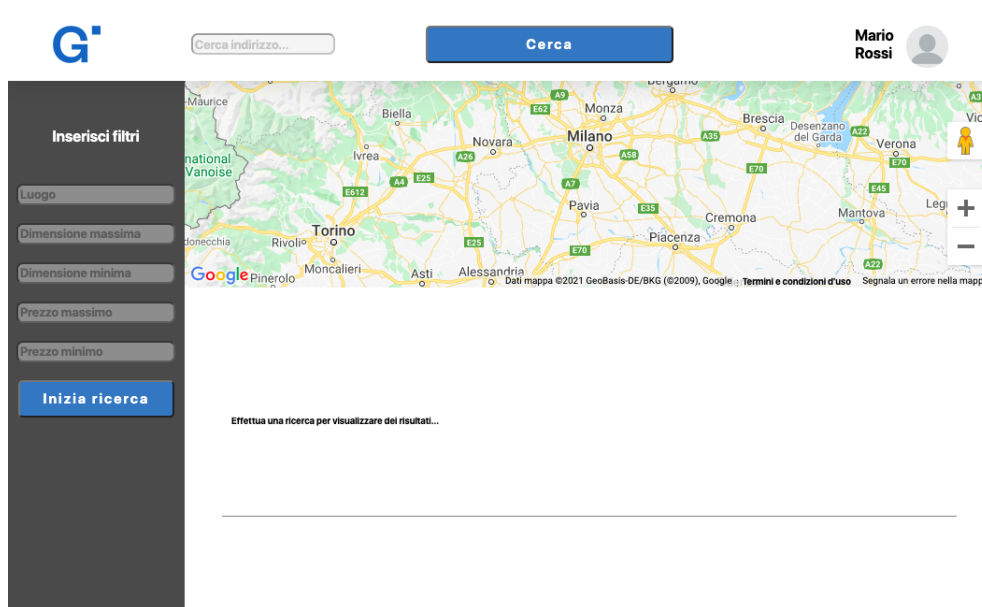 G
Cerca indirizzo...
Cerca
Mario
Rossi
Inserisci filtri
Luogo
Dimensione massima
Dimensione minima
Prezzo massimo
Prezzo minimo
Inizia ricerca
Bergamo
-Maurice
Biella
A9
E62
Monza
Brescia
Desenzano
del Garda
A22
Verona
Vic
Novara
Milano
A35
E70
national
Vanoise
Ivrea
A26
A58
E70
A4
E25
E612
A7
E45
Pavia
E35
Cremona
Mantova
Leg
donecchia
Rivoli
Torino
E25
E70
Piacenza
A22
Google
Pinerolo
Moncalieri
Asti
Alessandria
Dati mappa ©2021 GeoBasis-DE/BKG (©2009), Google
Termini e condizioni d'uso
Segnala un errore nella mapp
Effettua una ricerca per visualizzare dei risultati...